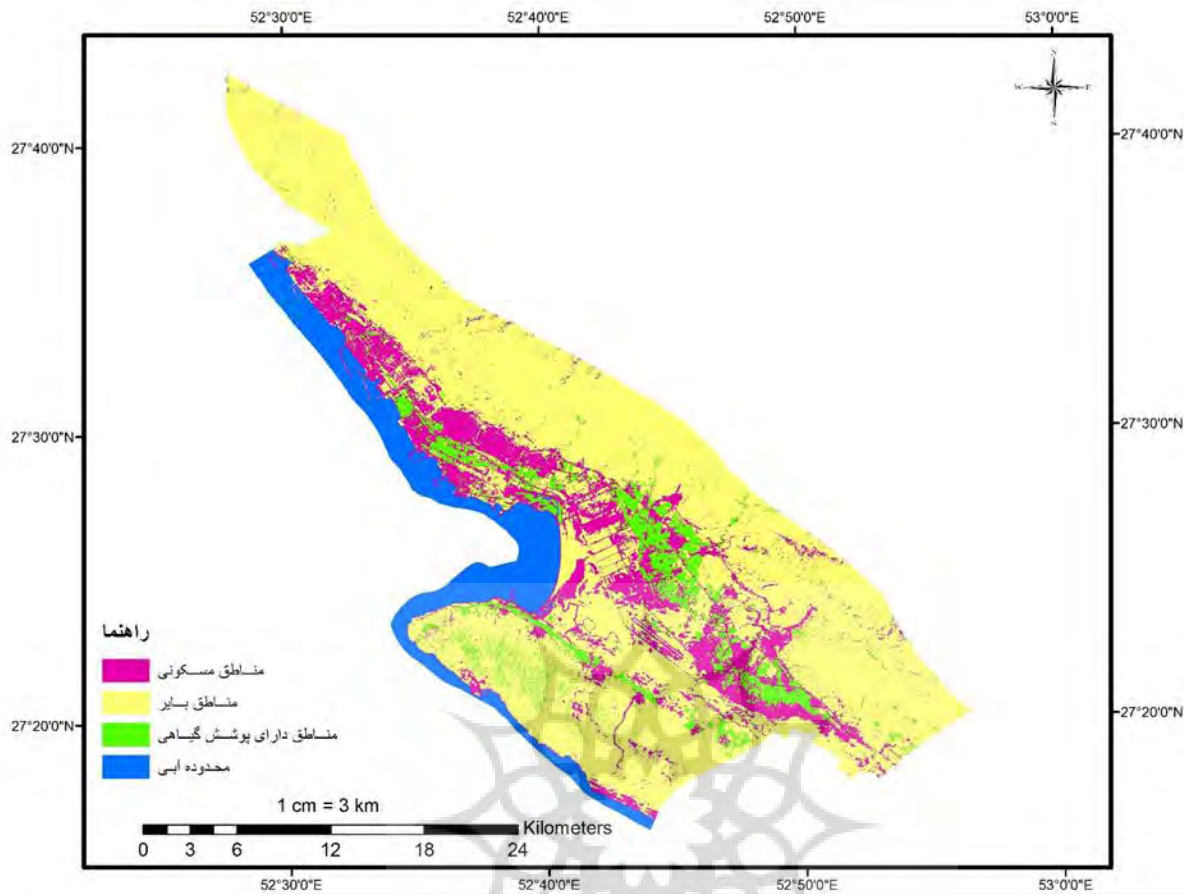 52°30'0"E 52°40'0"E 52°50'0"E 53°0'0"E
N
W E
S
27°40'0"N 27°40'0"N
27°30'0"N 27°30'0"N
27°20'0"N 27°20'0"N
راهنما
مناطق مسکونی
مناطق بایر
مناطق دارای پوشش گیاهی
محدوده آبی
1 cm = 3 km
Kilometers
0 3 6 12 18 24
52°30'0"E 52°40'0"E 52°50'0"E 53°0'0"E